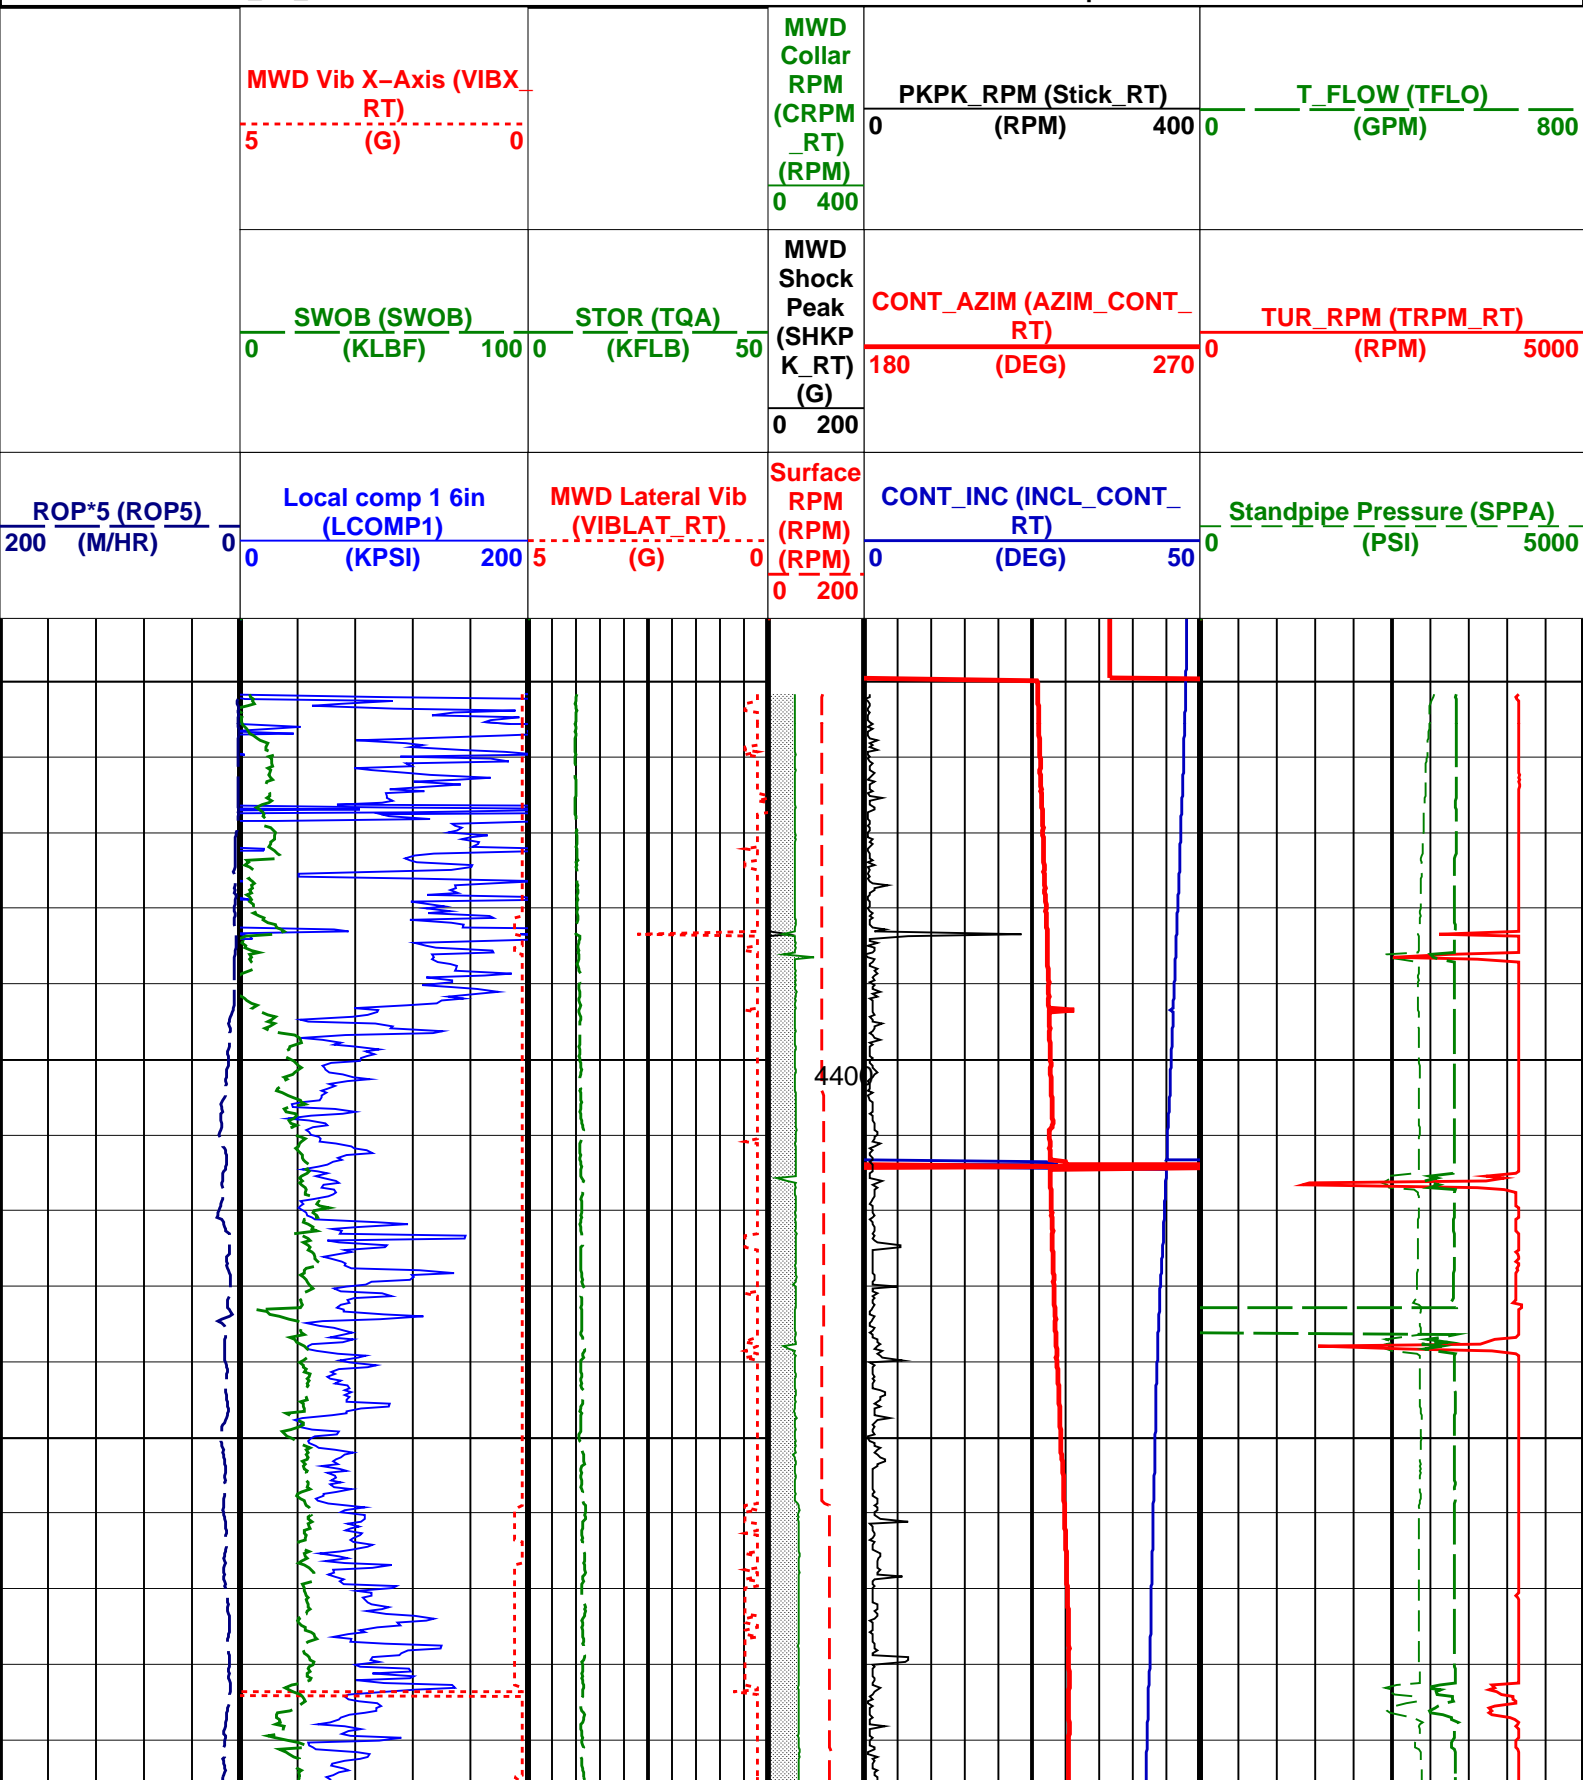 MWD Vib X–Axis (VIBX_
RT)
5 (G) 0
MWD
Collar
RPM
(CRPM
_RT)
(RPM)
0 400
PKPK_RPM (Stick_RT)
0 (RPM) 400
T_FLOW (TFLO)
0 (GPM) 800
SWOB (SWOB)
0 (KLBF) 100
STOR (TQA)
0 (KFLB) 50
MWD
Shock
Peak
(SHKP
K_RT)
(G)
0 200
CONT_AZIM (AZIM_CONT_
RT)
180 (DEG) 270
TUR_RPM (TRPM_RT)
0 (RPM) 5000
ROP*5 (ROP5)
200 (M/HR) 0
Local comp 1 6in
(LCOMP1)
0 (KPSI) 200
MWD Lateral Vib
(VIBLAT_RT)
5 (G) 0
Surface
RPM
(RPM)
(RPM)
0 200
CONT_INC (INCL_CONT_
RT)
0 (DEG) 50
Standpipe Pressure (SPPA)
0 (PSI) 5000
4400